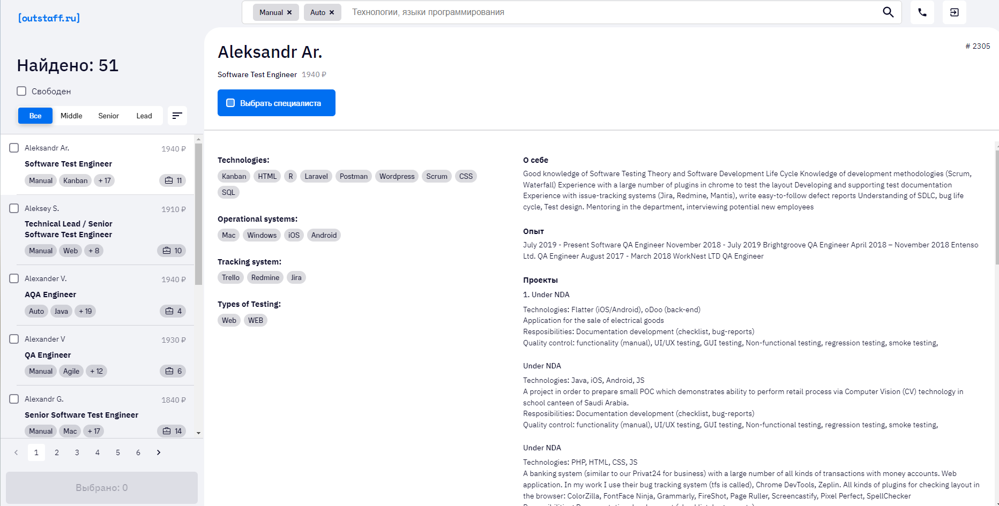 [outstaff.ru]
Manual × Auto × Технологии, языки программирования
Найдено: 51
Свободен
Все Middle Senior Lead
Aleksandr Ar. 1940 ₽
Software Test Engineer
Manual Kanban + 17 11
Aleksey S. 1910 ₽
Technical Lead / Senior
Software Test Engineer
Manual Web + 8 10
Alexander V. 1940 ₽
AQA Engineer
Auto Java + 19 4
Alexander V 1930 ₽
QA Engineer
Manual Agile + 12 6
Alexandr G. 1840 ₽
Senior Software Test Engineer
Manual Mac + 17 14
1 2 3 4 5 6
Выбрано: 0
Aleksandr Ar. # 2305
Software Test Engineer 1940 ₽
Выбрать специалиста
Technologies:
Kanban HTML R Laravel Postman Wordpress Scrum CSS
SQL
Operational systems:
Mac Windows iOS Android
Tracking system:
Trello Redmine Jira
Types of Testing:
Web WEB
О себе
Good knowledge of Software Testing Theory and Software Development Life Cycle Knowledge of development methodologies (Scrum,
Waterfall) Experience with a large number of plugins in chrome to test the layout Developing and supporting test documentation
Experience with issue-tracking systems (Jira, Redmine, Mantis), write easy-to-follow defect reports Understanding of SDLC, bug life
cycle, Test design. Mentoring in the department, interviewing potential new employees
Опыт
July 2019 - Present Software QA Engineer November 2018 - July 2019 Brightgroove QA Engineer April 2018 – November 2018 Entenso
Ltd. QA Engineer August 2017 - March 2018 WorkNest LTD QA Engineer
Проекты
1. Under NDA
Technologies: Flatter (iOS/Android), oDoo (back-end)
Application for the sale of electrical goods
Resposibilities: Documentation development (checklist, bug-reports)
Quality control: functionality (manual), UI/UX testing, GUI testing, Non-functional testing, regression testing, smoke testing,
Under NDA
Technologies: Java, iOS, Android, JS
A project in order to prepare small POC which demonstrates ability to perform retail process via Computer Vision (CV) technology in
school canteen of Saudi Arabia.
Resposibilities: Documentation development (checklist, bug-reports)
Quality control: functionality (manual), UI/UX testing, GUI testing, Non-functional testing, regression testing, smoke testing,
Under NDA
Technologies: PHP, HTML, CSS, JS
A banking system (similar to our Privat24 for business) with a large number of all kinds of transactions with money accounts. Web
application. In my work I use their bug tracking system (tfs is called), Chrome DevTools, Zeplin. All kinds of plugins for checking layout in
the browser: ColorZilla, FontFace Ninja, Grammarly, FireShot, Page Ruller, Screencastify, Pixel Perfect, SpellChecker